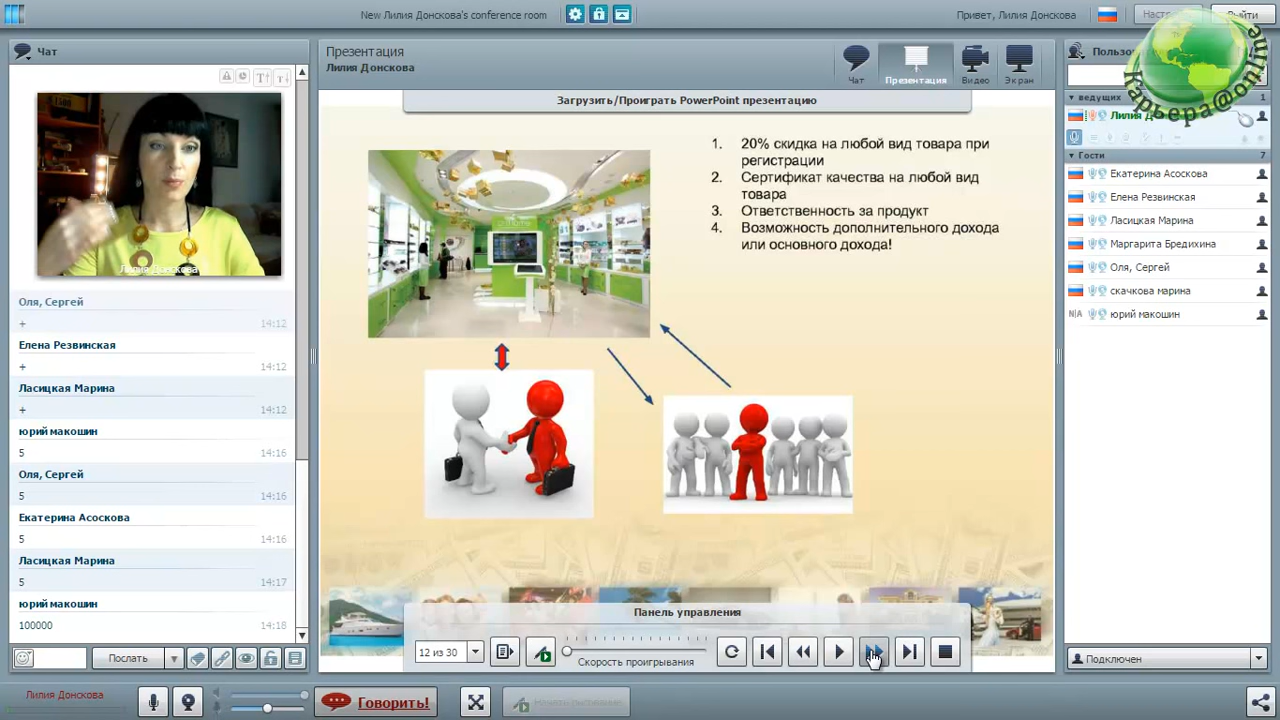 New Лилия Донскова's conference room
Привет, Лилия Донскова
Выйти
Карьера@online
Чат
Лилия Донскова
Оля, Сергей
+
14:12
Елена Резвинская
+
14:12
Ласицкая Марина
+
14:12
юрий макошин
5
14:16
Оля, Сергей
5
14:16
Екатерина Асоскова
5
14:16
Ласицкая Марина
5
14:17
юрий макошин
100000
14:18
Послать
Презентация
Лилия Донскова
Чат
Презентация
Видео
Экран
Загрузить/Проиграть PowerPoint презентацию
1. 20% скидка на любой вид товара при
регистрации
2. Сертификат качества на любой вид
товара
3. Ответственность за продукт
4. Возможность дополнительного дохода
или основного дохода!
Панель управления
12 из 30
Скорость проигрывания
ведущих 1
Лилия
Гости 7
Екатерина Асоскова
Елена Резвинская
Ласицкая Марина
Маргарита Бредихина
Оля, Сергей
скачкова марина
N/A юрий макошин
Подключен
Лилия Донскова
Говорить!